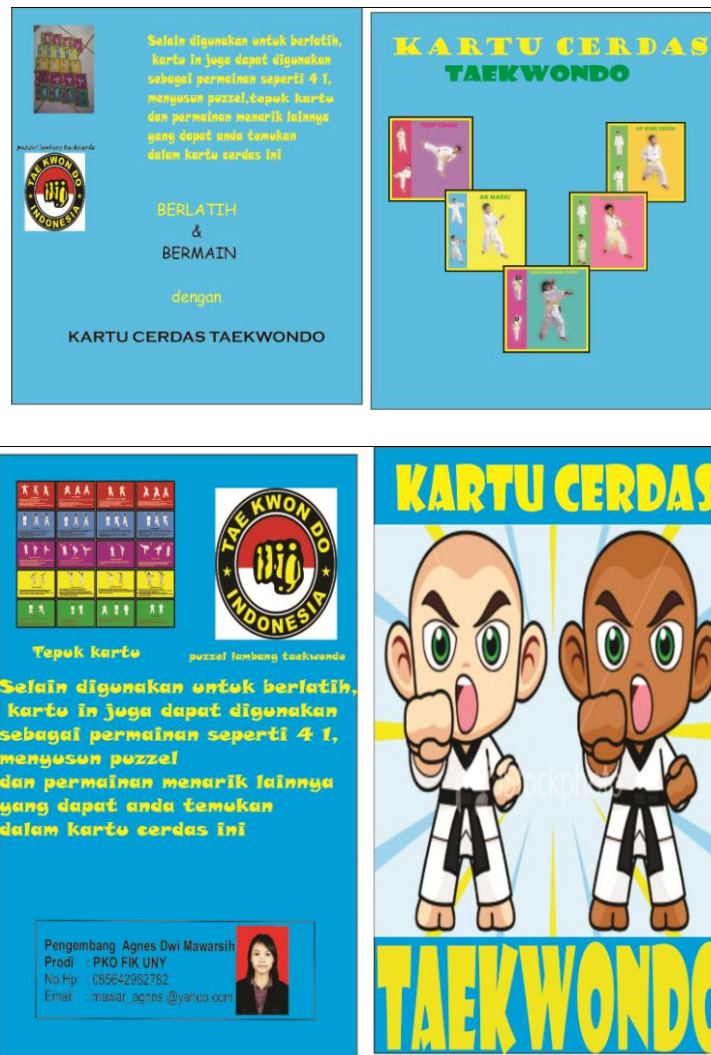 Selain digunakan untuk berlatih,
kartu in juga dapat digunakan
sebagai permainan seperti 4 1,
menyusun puzzel,tepuk kartu
dan permainan menarik lainnya
yang dapat anda temukan
dalam kartu cerdas ini
puzzel lambang taekwondo
TAE KWON DO
INDONESIA
BERLATIH
&
BERMAIN
dengan
KARTU CERDAS TAEKWONDO
KARTU CERDAS
TAEKWONDO
AN MAKKI
TAE KWON DO
INDONESIA
Tepuk kartu
puzzel lambang taekwondo
Selain digunakan untuk berlatih,
kartu in juga dapat digunakan
sebagai permainan seperti 4 1,
menyusun puzzel
dan permainan menarik lainnya
yang dapat anda temukan
dalam kartu cerdas ini
Pengembang Agnes Dwi Mawarsih
Prodi : PKO FIK UNY
No Hp : 085642982782
Email : mawar_agnes @yahoo.com
KARTU CERDAS
iStockphoto
TAEKWONDO